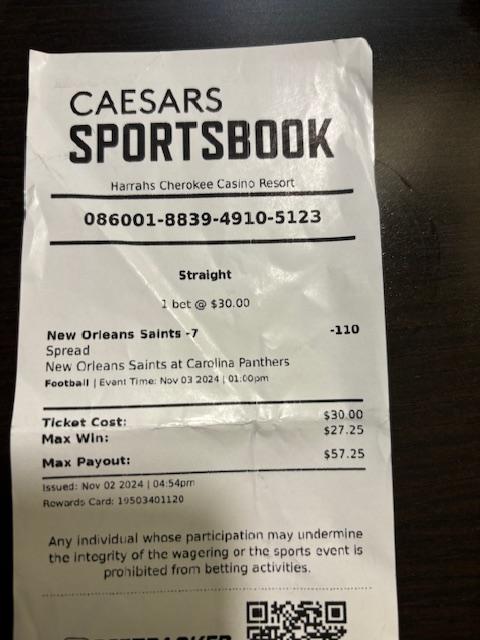 CAESARS
SPORTSBOOK
Harrahs Cherokee Casino Resort
086001-8839-4910-5123
Straight
1 bet @ $30.00
New Orleans Saints -7 -110
Spread
New Orleans Saints at Carolina Panthers
Football | Event Time: Nov 03 2024 | 01:00pm
Ticket Cost: $30.00
Max Win: $27.25
Max Payout: $57.25
Issued: Nov 02 2024 | 04:54pm
Rewards Card: 19503401120
Any individual whose participation may undermine
the integrity of the wagering or the sports event is
prohibited from betting activities.